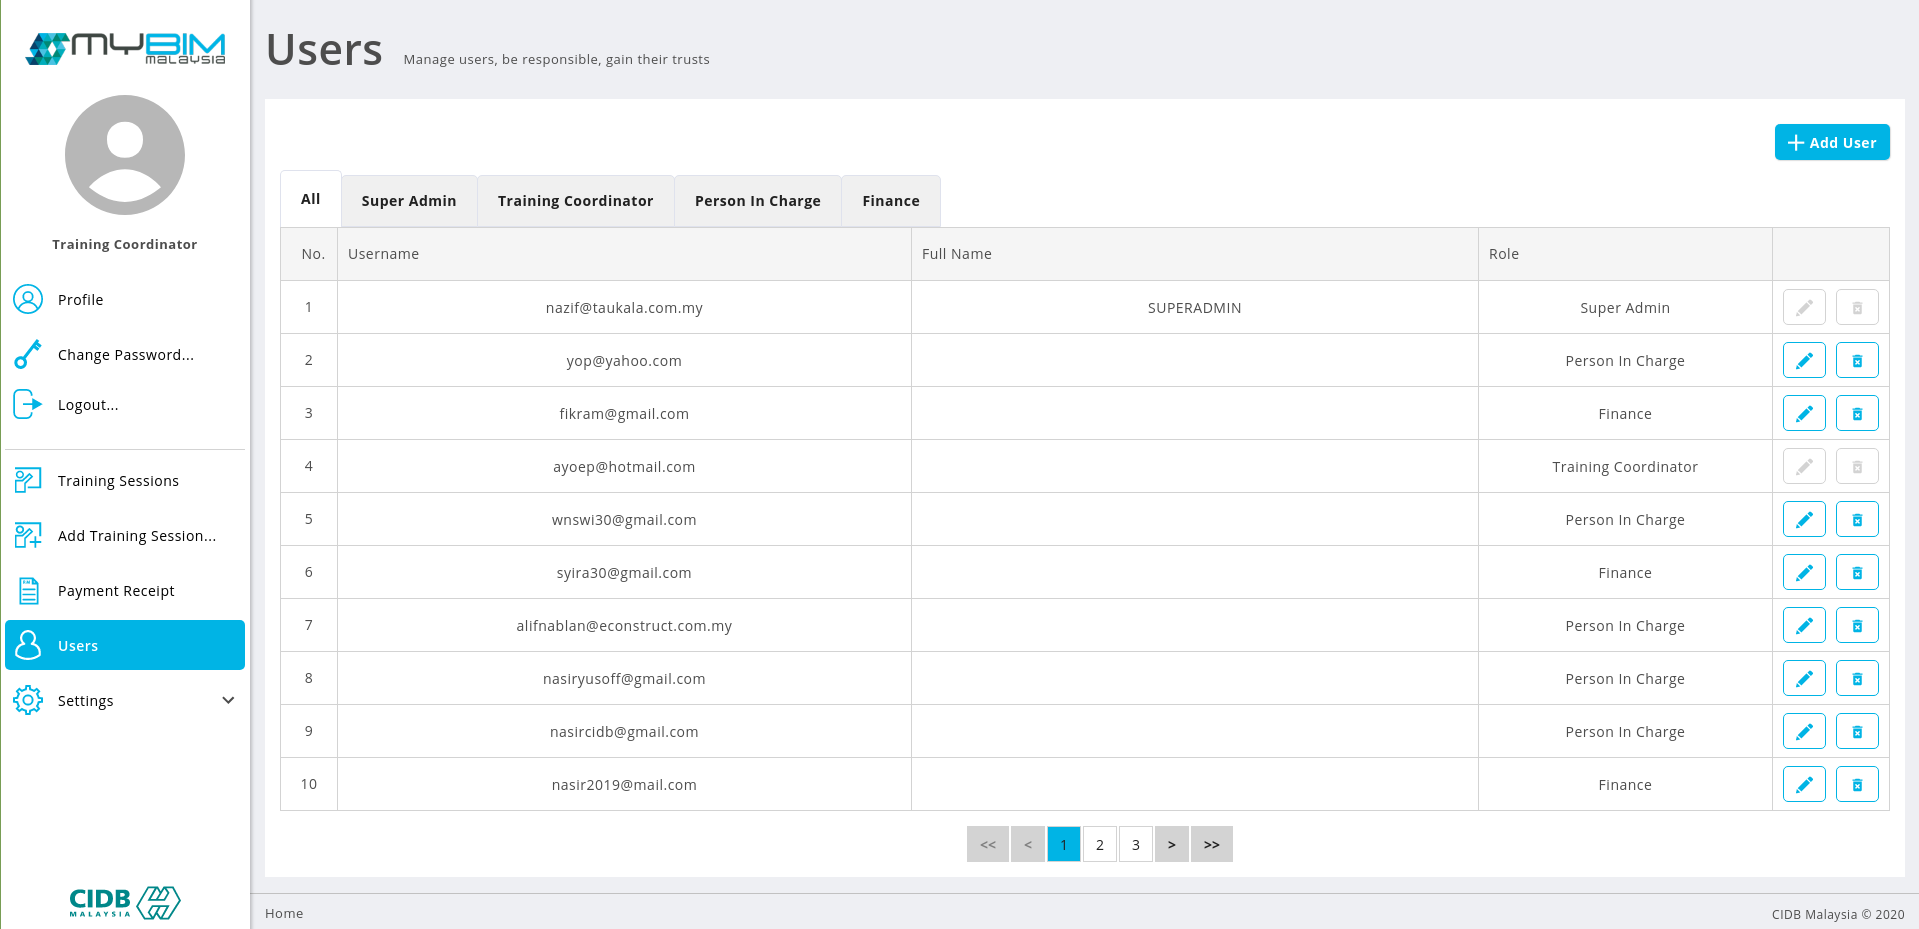 myBIM
malaysia
Training Coordinator
Profile
Change Password...
Logout...
Training Sessions
Add Training Session...
Payment Receipt
Users
Settings
CIDB
MALAYSIA
Users Manage users, be responsible, gain their trusts
Add User
All Super Admin Training Coordinator Person In Charge Finance
No. Username Full Name Role
1 nazif@taukala.com.my SUPERADMIN Super Admin
2 yop@yahoo.com Person In Charge
3 fikram@gmail.com Finance
4 ayoep@hotmail.com Training Coordinator
5 wnswi30@gmail.com Person In Charge
6 syira30@gmail.com Finance
7 alifnablan@econstruct.com.my Person In Charge
8 nasiryusoff@gmail.com Person In Charge
9 nasircidb@gmail.com Person In Charge
10 nasir2019@mail.com Finance
<< < 1 2 3 > >>
Home CIDB Malaysia © 2020